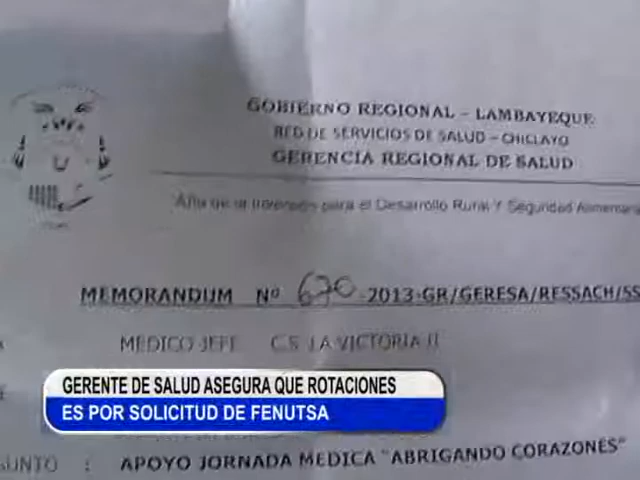 GOBIERNO REGIONAL - LAMBAYEQUE
RED DE SERVICIOS DE SALUD - CHICLAYO
GERENCIA REGIONAL DE SALUD
Año de la Inversión para el Desarrollo Rural Y Seguridad
MEMORANDUM Nº 670-2013-GR/GERESA/RESSACH/SS
MEDICO JEFE C.S LA VICTORIA II
GERENTE DE SALUD ASEGURA QUE ROTACIONES
ES POR SOLICITUD DE FENUTSA
SUNTO : APOYO JORNADA MEDICA "ABRIGANDO CORAZONES"